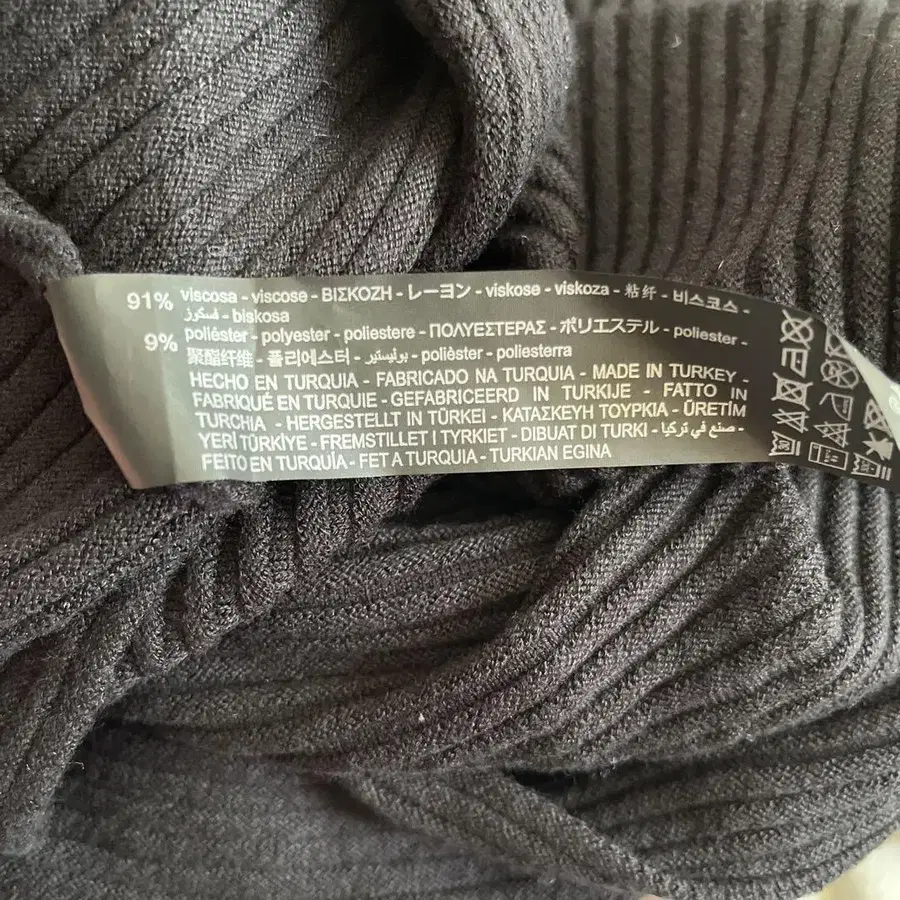 91% viscosa - viscose - ΒΙΣΚΟΖΗ - レーヨン - viskose - viskoza - 粘纤 - 비스코스 -
فسكوز - biskosa
9% poliéster - polyester - poliestere - ΠΟΛΥΕΣΤΕΡΑΣ - ポリエステル - poliester -
聚酯纤维 - 폴리에스터 - بوليستير - polièster - poliesterra
HECHO EN TURQUIA - FABRICADO NA TURQUIA - MADE IN TURKEY -
FABRIQUÉ EN TURQUIE - GEFABRICEERD IN TURKIJE - FATTO IN
TURCHIA - HERGESTELLT IN TÜRKEI - ΚΑΤΑΣΚΕΥΗ ΤΟΥΡΚΙΑ - ÜRETİM
YERİ TÜRKİYE - FREMSTILLET I TYRKIET - DIBUAT DI TURKI - صنع في تركيا -
FEITO EN TURQUÍA - FET A TURQUIA - TURKIAN EGINA